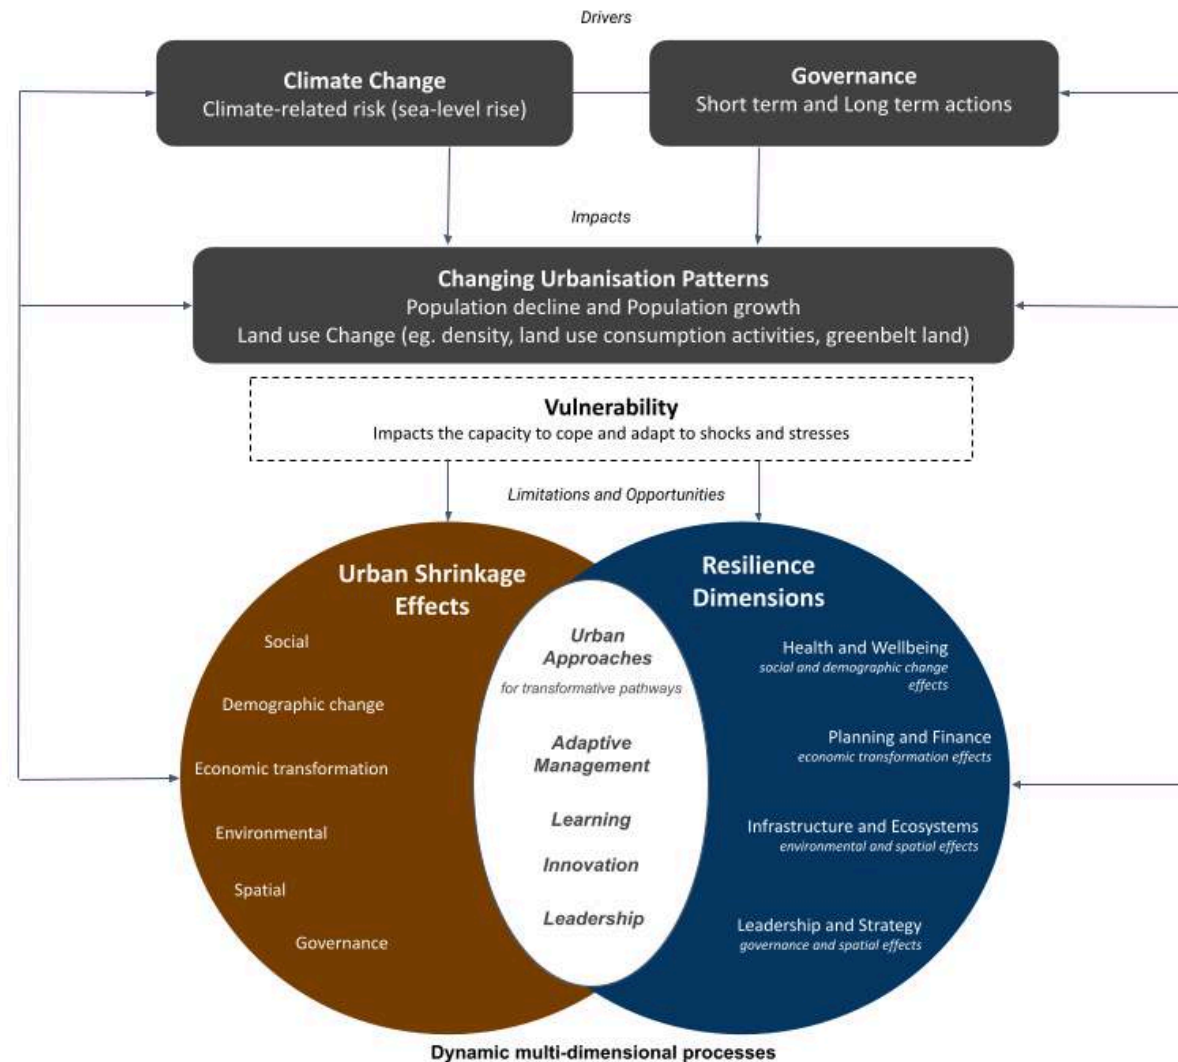 Drivers
Climate Change
Climate-related risk (sea-level rise)
Governance
Short term and Long term actions
Impacts
Changing Urbanisation Patterns
Population decline and Population growth
Land use Change (eg. density, land use consumption activities, greenbelt land)
Vulnerability
Impacts the capacity to cope and adapt to shocks and stresses
Limitations and Opportunities
Urban Shrinkage
Effects
Social
Demographic change
Economic transformation
Environmental
Spatial
Governance
Urban
Approaches
for transformative pathways
Adaptive
Management
Learning
Innovation
Leadership
Resilience
Dimensions
Health and Wellbeing
social and demographic change
effects
Planning and Finance
economic transformation effects
Infrastructure and Ecosystems
environmental and spatial effects
Leadership and Strategy
governance and spatial effects
Dynamic multi-dimensional processes